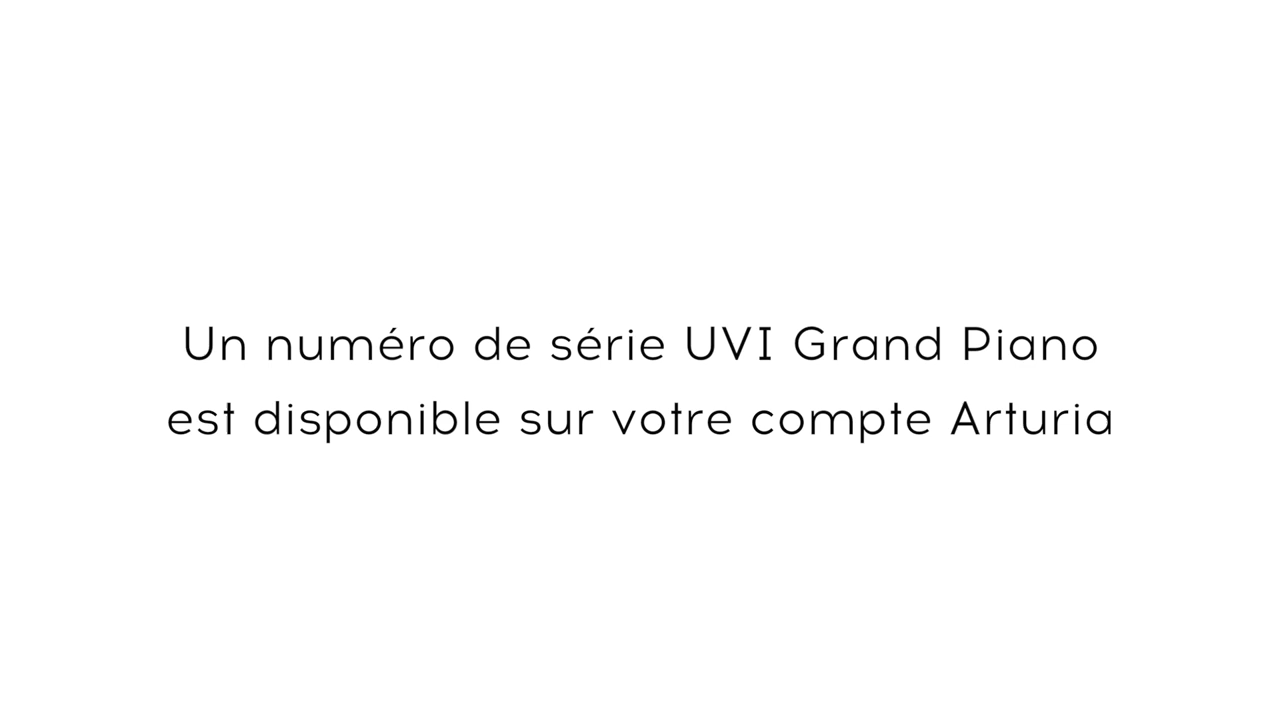 Un numéro de série UVI Grand Piano
est disponible sur votre compte Arturia